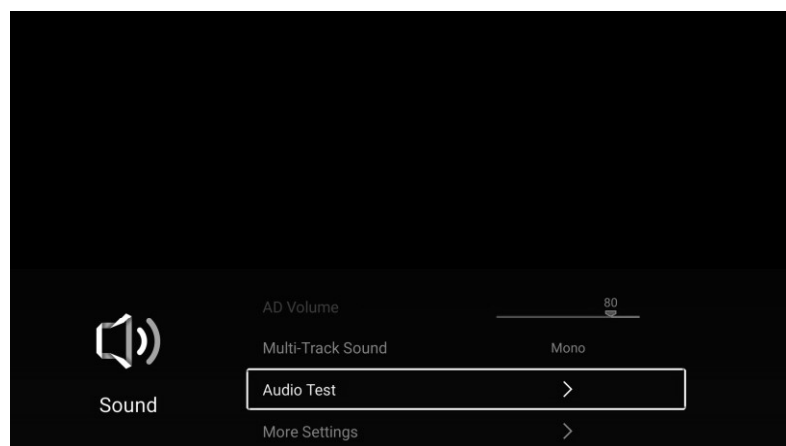 AD Volume 80
Multi-Track Sound Mono
Audio Test
Sound
More Settings